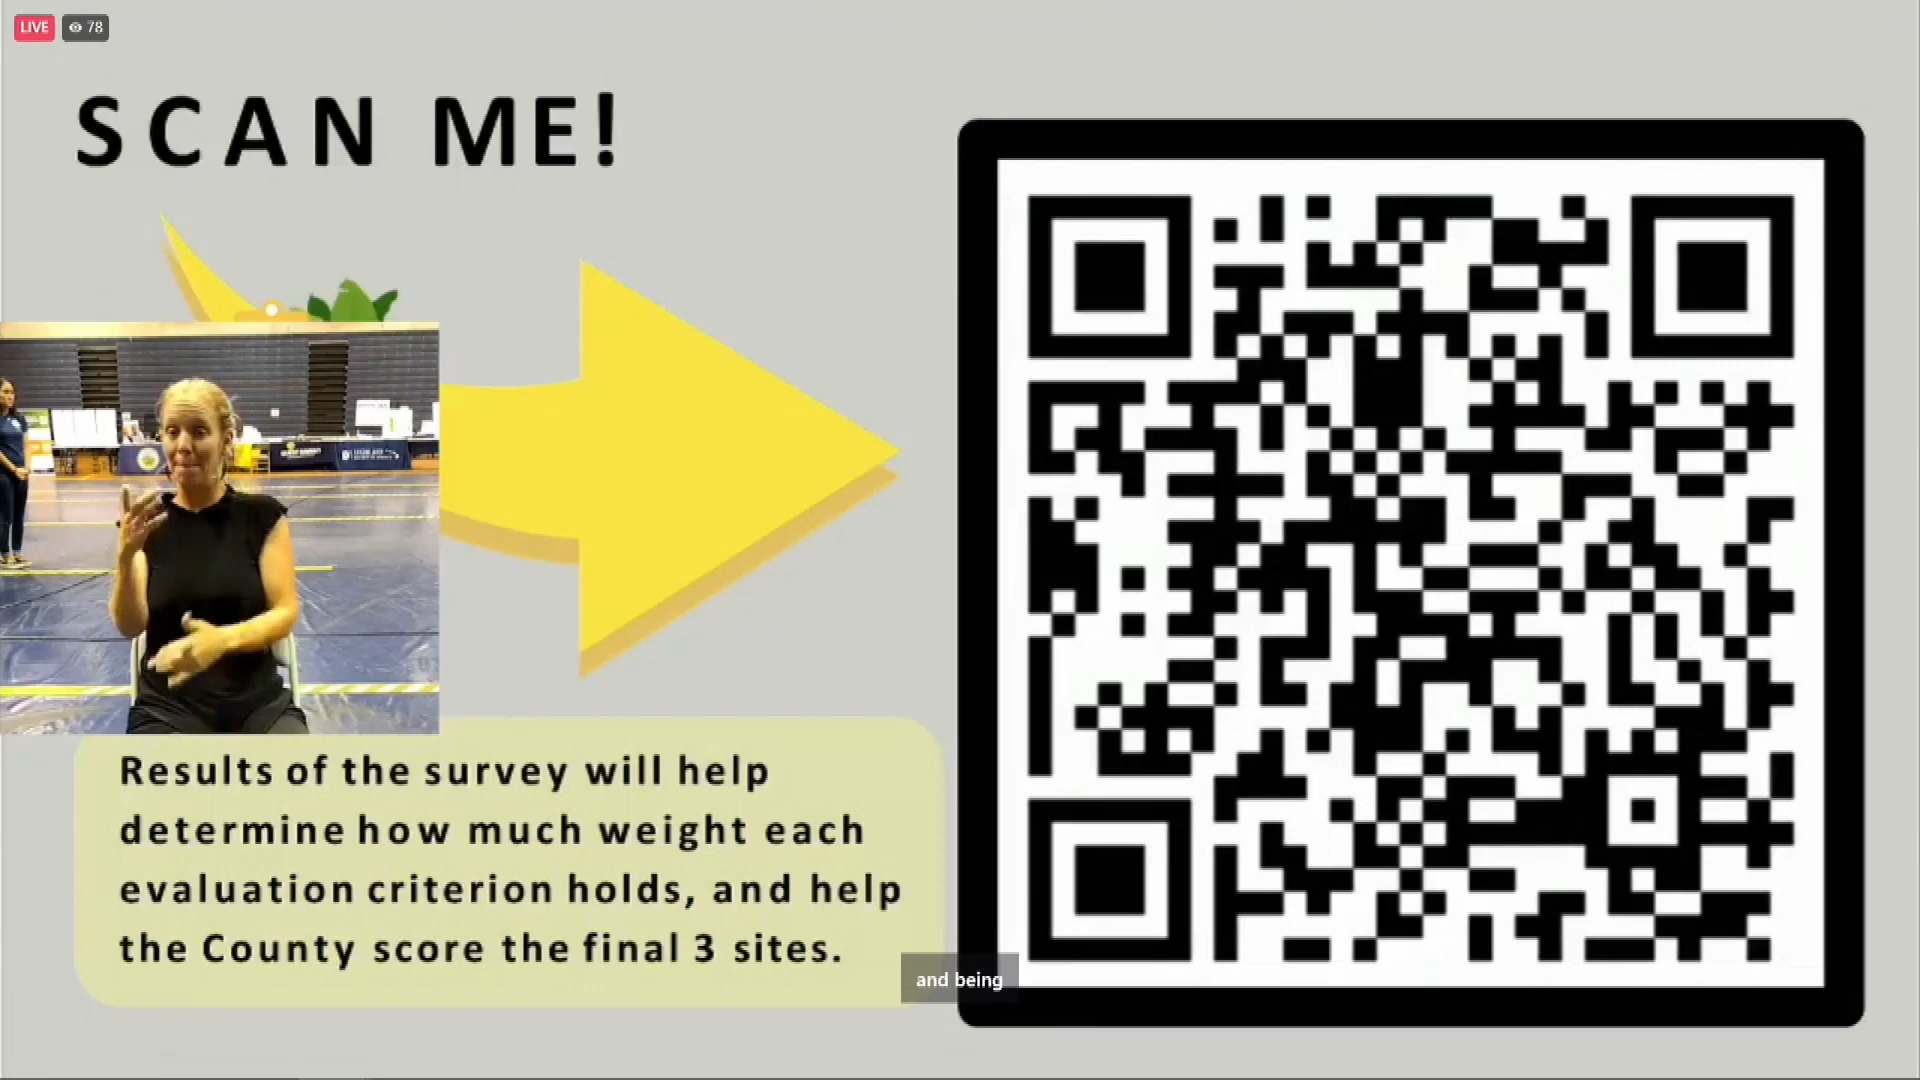 LIVE 78
SCAN ME!
Results of the survey will help
determine how much weight each
evaluation criterion holds, and help
the County score the final 3 sites.
and being